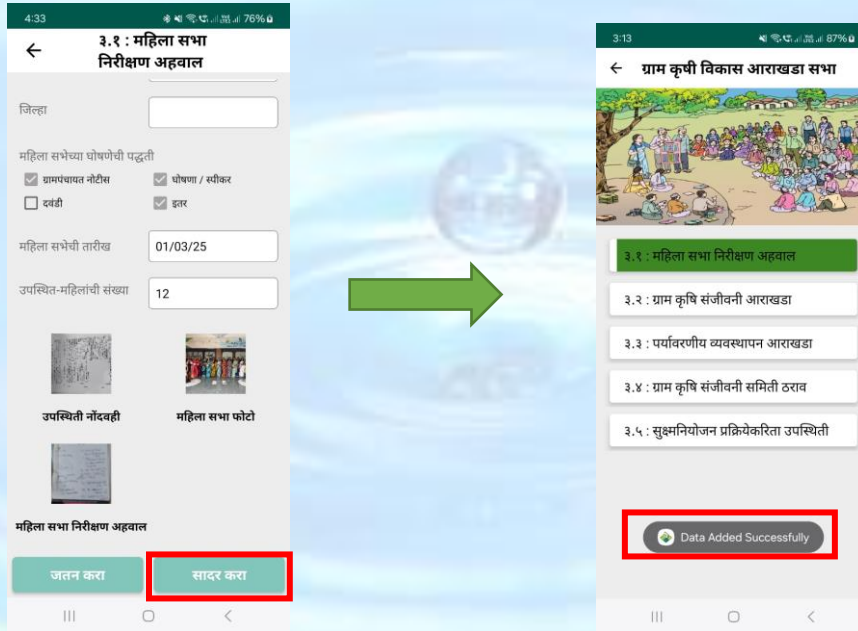 4:33
76%
३.१ : महिला सभा
निरीक्षण अहवाल
जिल्हा
महिला सभेच्या घोषणेची पद्धती
ग्रामपंचायत नोटीस
घोषणा / स्पीकर
दवंडी
इतर
महिला सभेची तारीख
01/03/25
उपस्थित-महिलांची संख्या
12
उपस्थिती नोंदवही
महिला सभा फोटो
महिला सभा निरीक्षण अहवाल
जतन करा
सादर करा
3:13
87%
ग्राम कृषी विकास आराखडा सभा
३.१ : महिला सभा निरीक्षण अहवाल
३.२ : ग्राम कृषि संजीवनी आराखडा
३.३ : पर्यावरणीय व्यवस्थापन आराखडा
३.४ : ग्राम कृषि संजीवनी समिती ठराव
३.५ : सुक्ष्मनियोजन प्रक्रियेकरिता उपस्थिती
Data Added Successfully